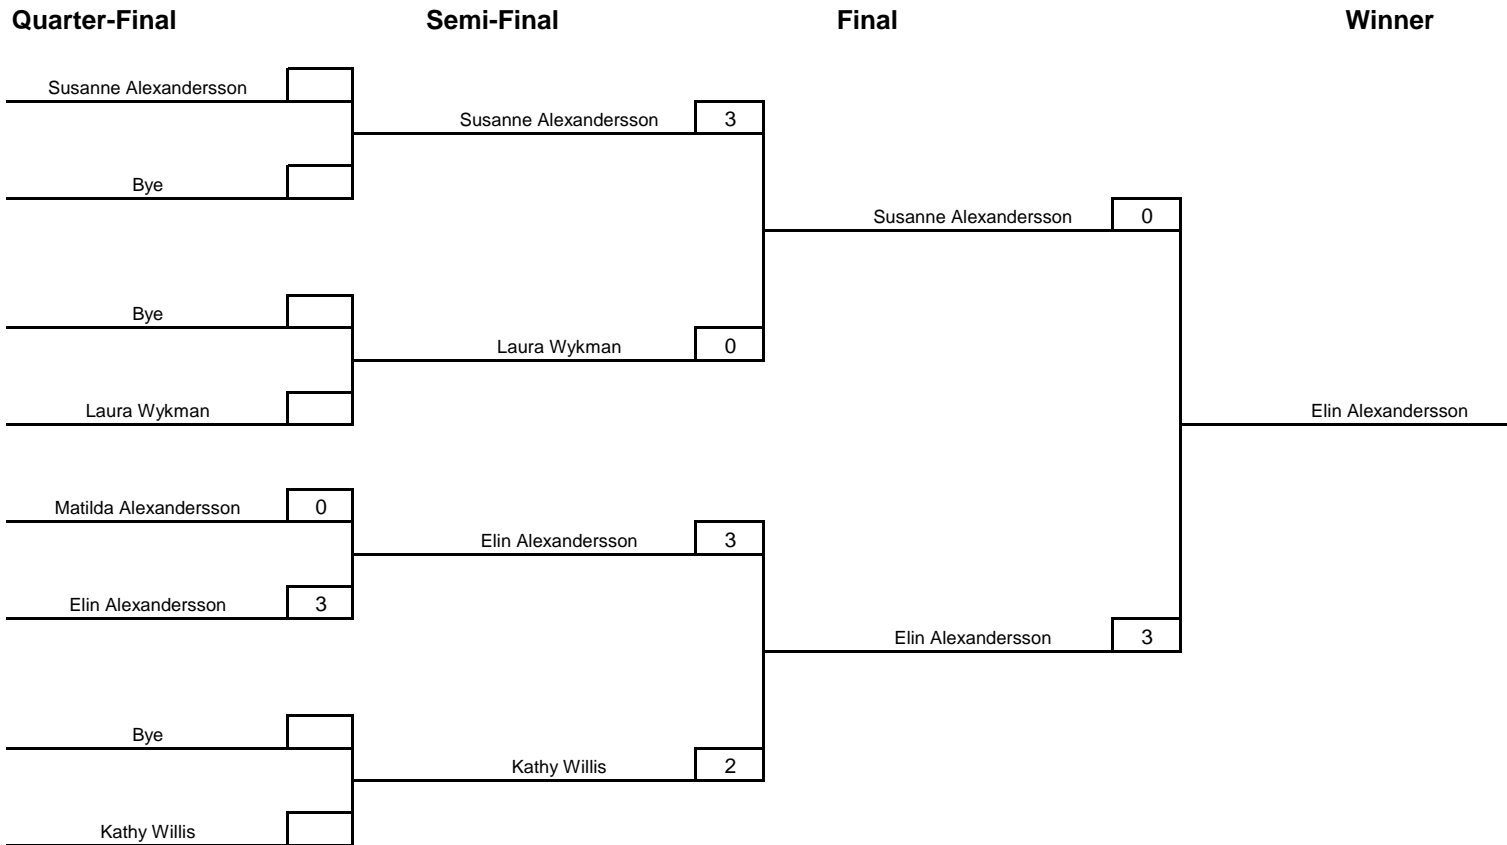 Quarter-Final Semi-Final Final Winner
Susanne Alexandersson
Susanne Alexandersson 3
Bye
Susanne Alexandersson 0
Bye
Laura Wykman 0
Laura Wykman
Elin Alexandersson
Matilda Alexandersson 0
Elin Alexandersson 3
Elin Alexandersson 3
Elin Alexandersson 3
Bye
Kathy Willis 2
Kathy Willis